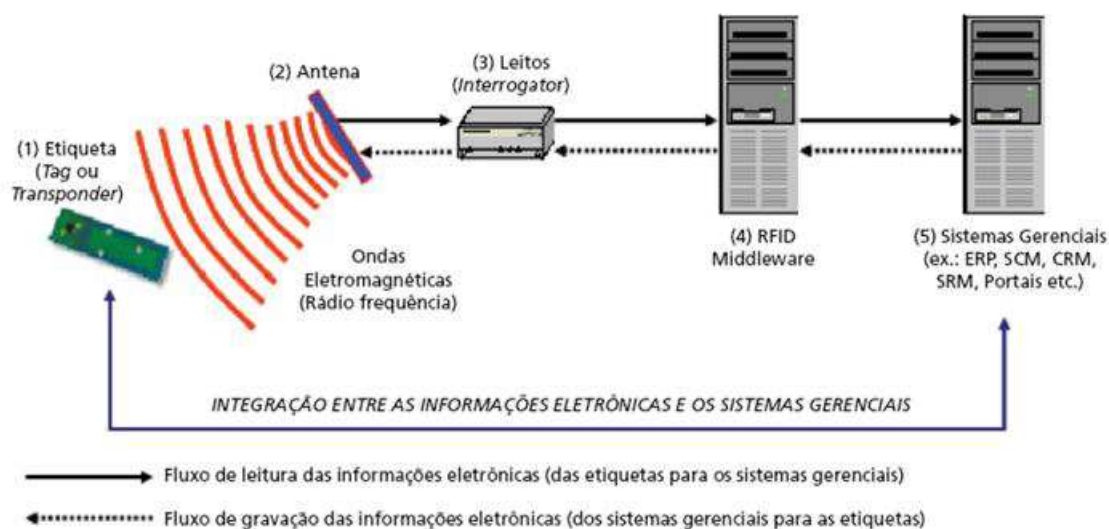 (2) Antena
(3) Leitos
(Interrogator)
(1) Etiqueta
(Tag ou
Transponder)
Ondas
Eletromagnéticas
(Rádio frequência)
(4) RFID
Middleware
(5) Sistemas Gerenciais
(ex.: ERP, SCM, CRM,
SRM, Portais etc.)
INTEGRAÇÃO ENTRE AS INFORMAÇÕES ELETRÔNICAS E OS SISTEMAS GERENCIAIS
Fluxo de leitura das informações eletrônicas (das etiquetas para os sistemas gerenciais)
Fluxo de gravação das informações eletrônicas (dos sistemas gerenciais para as etiquetas)